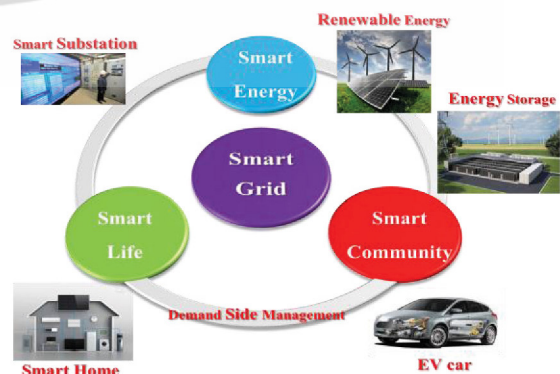 Renewable Energy
Smart Substation
Smart
Energy
Energy Storage
Smart
Grid
Smart
Life
Smart
Community
Demand Side Management
Smart Home
EV car